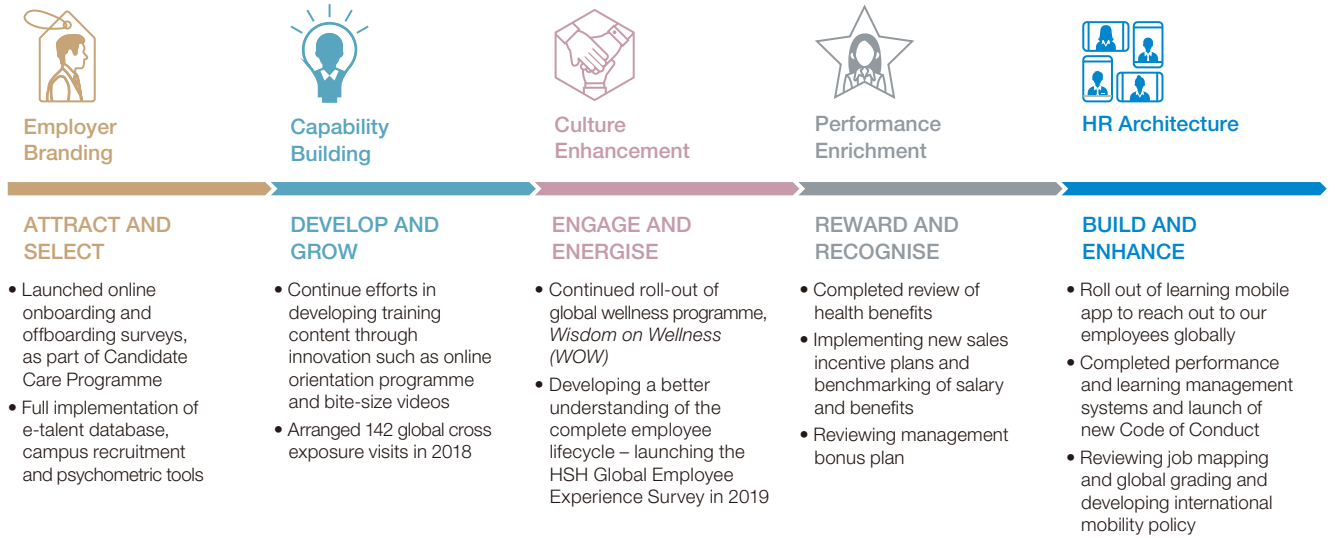 Employer
Branding
ATTRACT AND
SELECT
• Launched online
onboarding and
offboarding surveys,
as part of Candidate
Care Programme
• Full implementation of
e-talent database,
campus recruitment
and psychometric tools
Capability
Building
DEVELOP AND
GROW
• Continue efforts in
developing training
content through
innovation such as online
orientation programme
and bite-size videos
• Arranged 142 global cross
exposure visits in 2018
Culture
Enhancement
ENGAGE AND
ENERGISE
• Continued roll-out of
global wellness programme,
Wisdom on Wellness
(WOW)
• Developing a better
understanding of the
complete employee
lifecycle – launching the
HSH Global Employee
Experience Survey in 2019
Performance
Enrichment
REWARD AND
RECOGNISE
• Completed review of
health benefits
• Implementing new sales
incentive plans and
benchmarking of salary
and benefits
• Reviewing management
bonus plan
HR Architecture
BUILD AND
ENHANCE
• Roll out of learning mobile
app to reach out to our
employees globally
• Completed performance
and learning management
systems and launch of
new Code of Conduct
• Reviewing job mapping
and global grading and
developing international
mobility policy